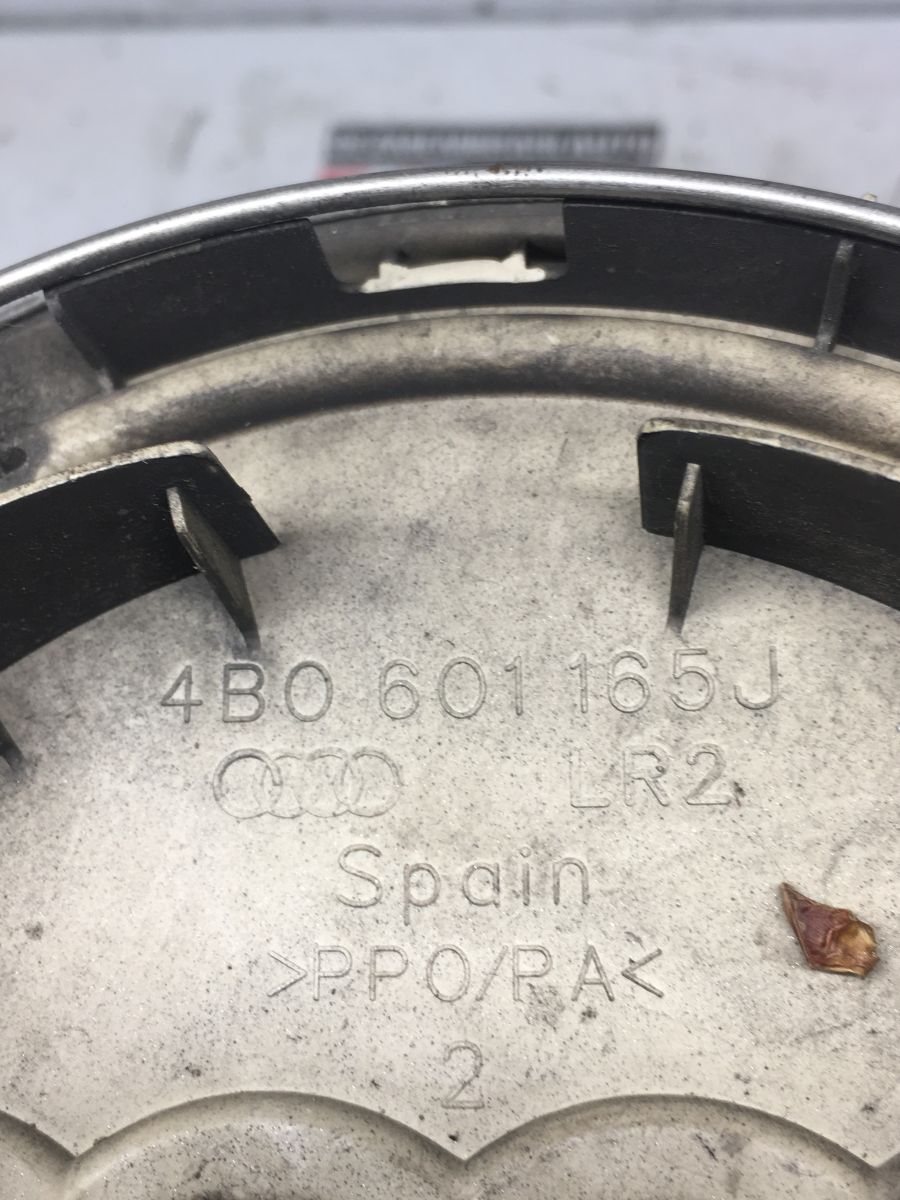 4B0 601 165J
LR2
Spain
>PPO/PA<
2